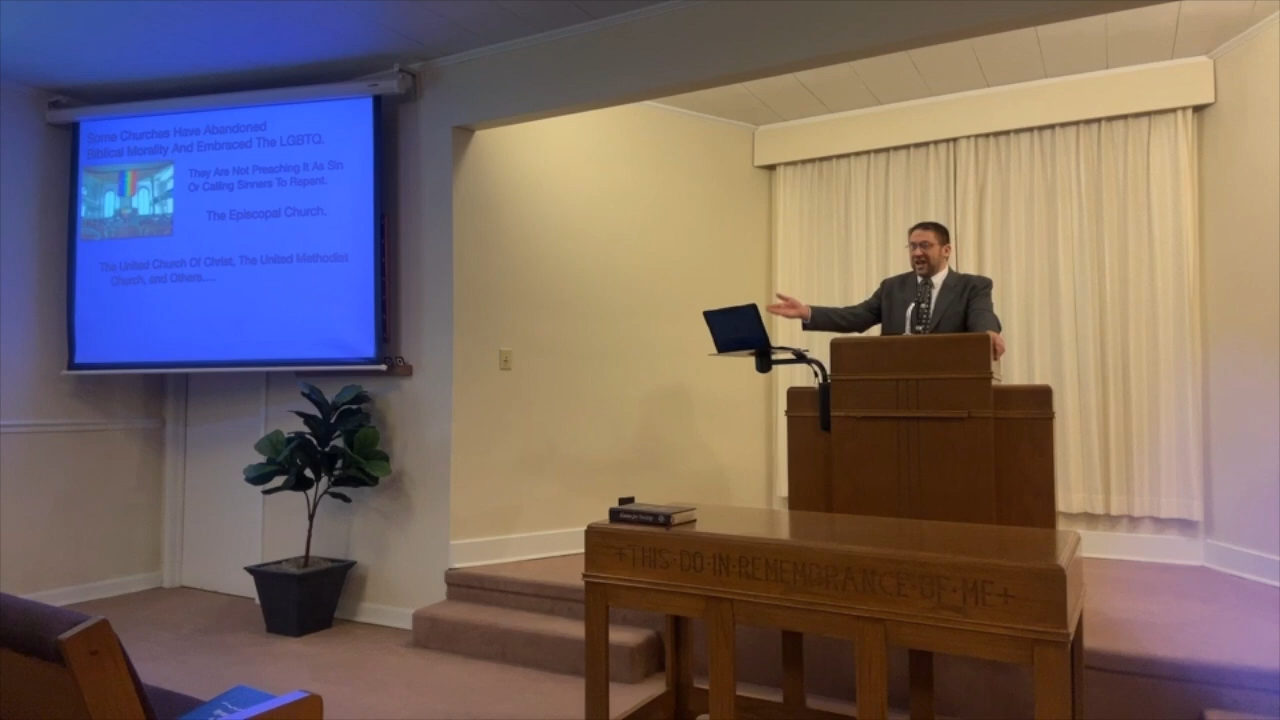 Some Churches Have Abandoned
Biblical Morality And Embraced The LGBTQ.
They Are Not Preaching It As Sin
Or Calling Sinners To Repent.
The Episcopal Church.
The United Church Of Christ, The United Methodist
Church, and Others....
+THIS·DO·IN·REMEMBRANCE·OF·ME+